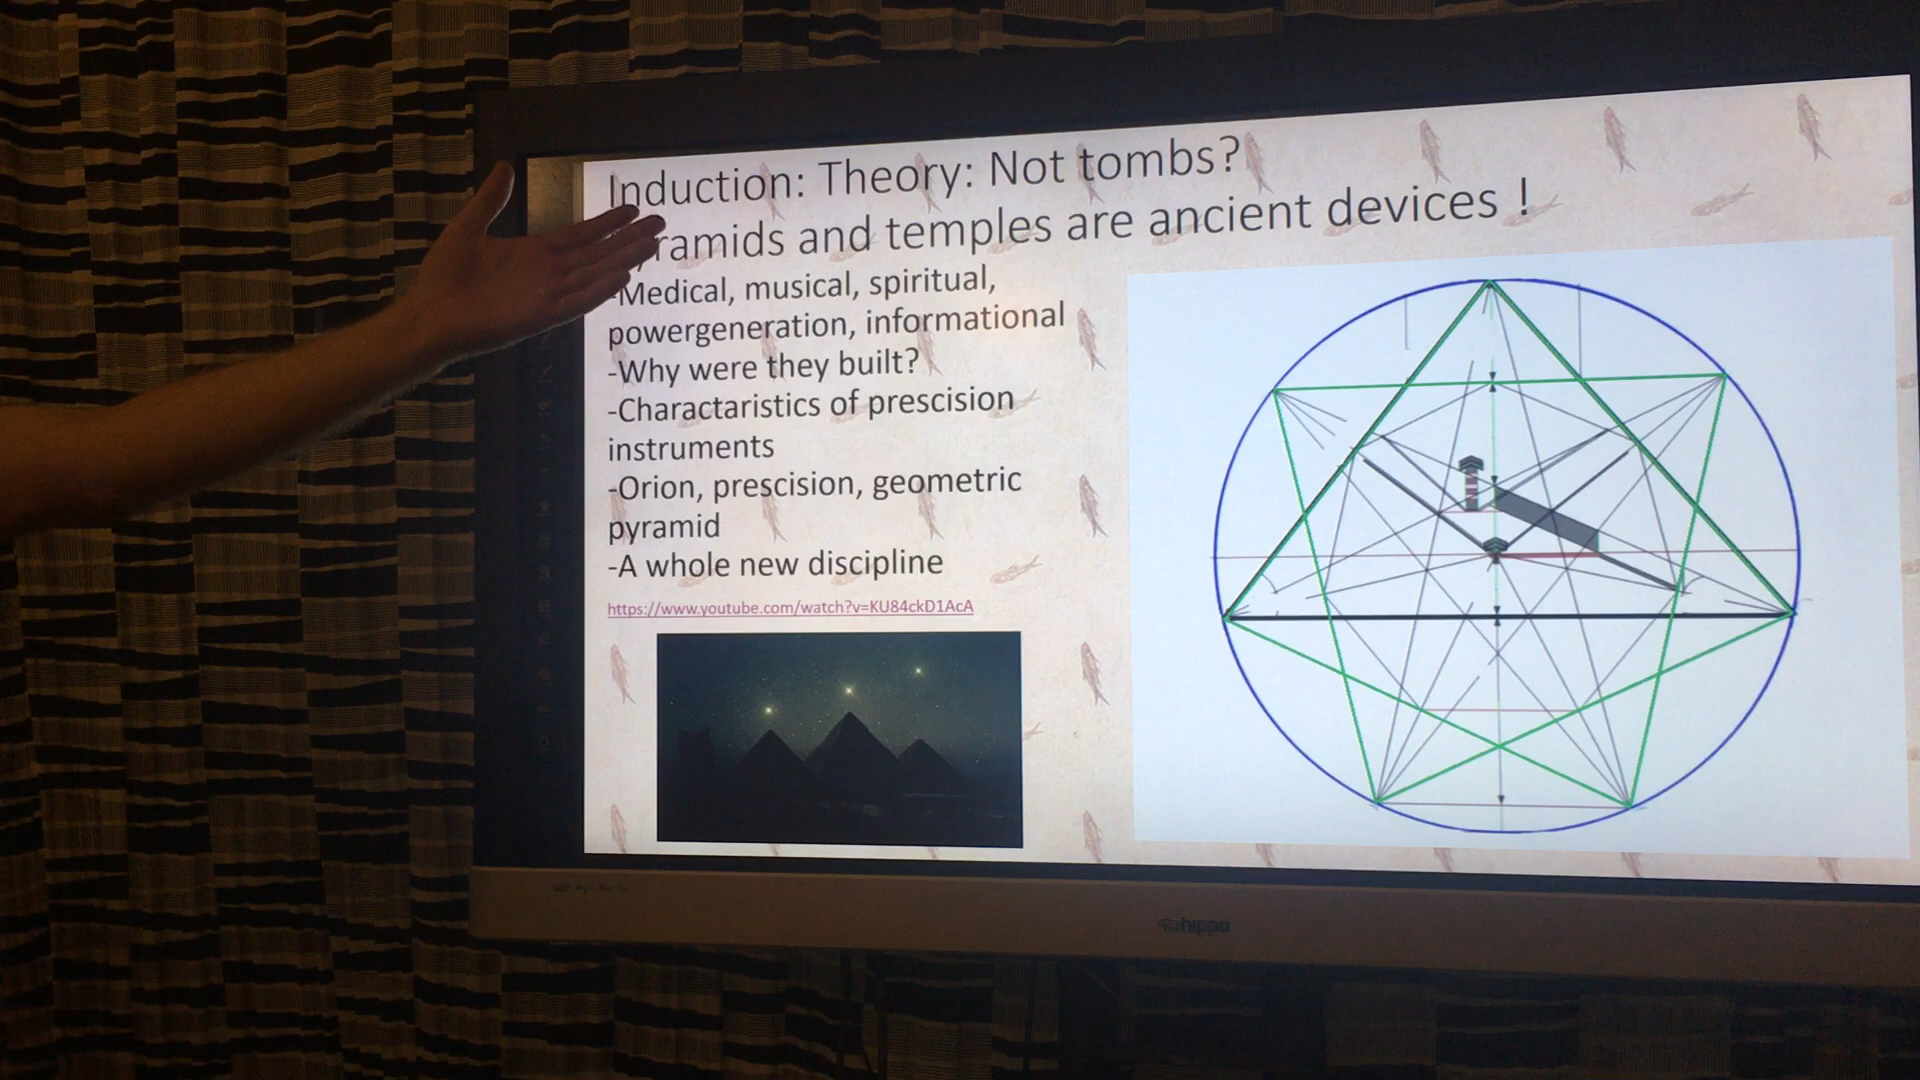 Induction: Theory: Not tombs?
ramids and temples are ancient devices !
-Medical, musical, spiritual,
powergeneration, informational
-Why were they built?
-Charactaristics of prescision
instruments
-Orion, prescision, geometric
pyramid
-A whole new discipline
https://www.youtube.com/watch?v=KU84ckD1AcA
hippo